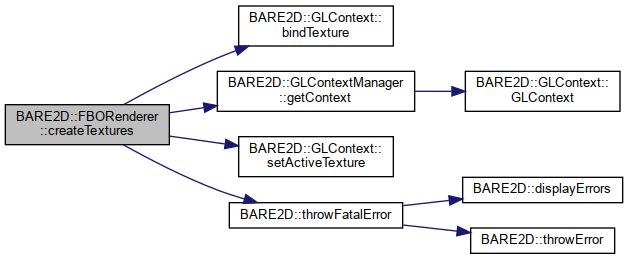 BARE2D::FBORenderer
::createTextures
BARE2D::GLContext::
bindTexture
BARE2D::GLContextManager
::getContext
BARE2D::GLContext::
GLContext
BARE2D::GLContext::
setActiveTexture
BARE2D::throwFatalError
BARE2D::displayErrors
BARE2D::throwError